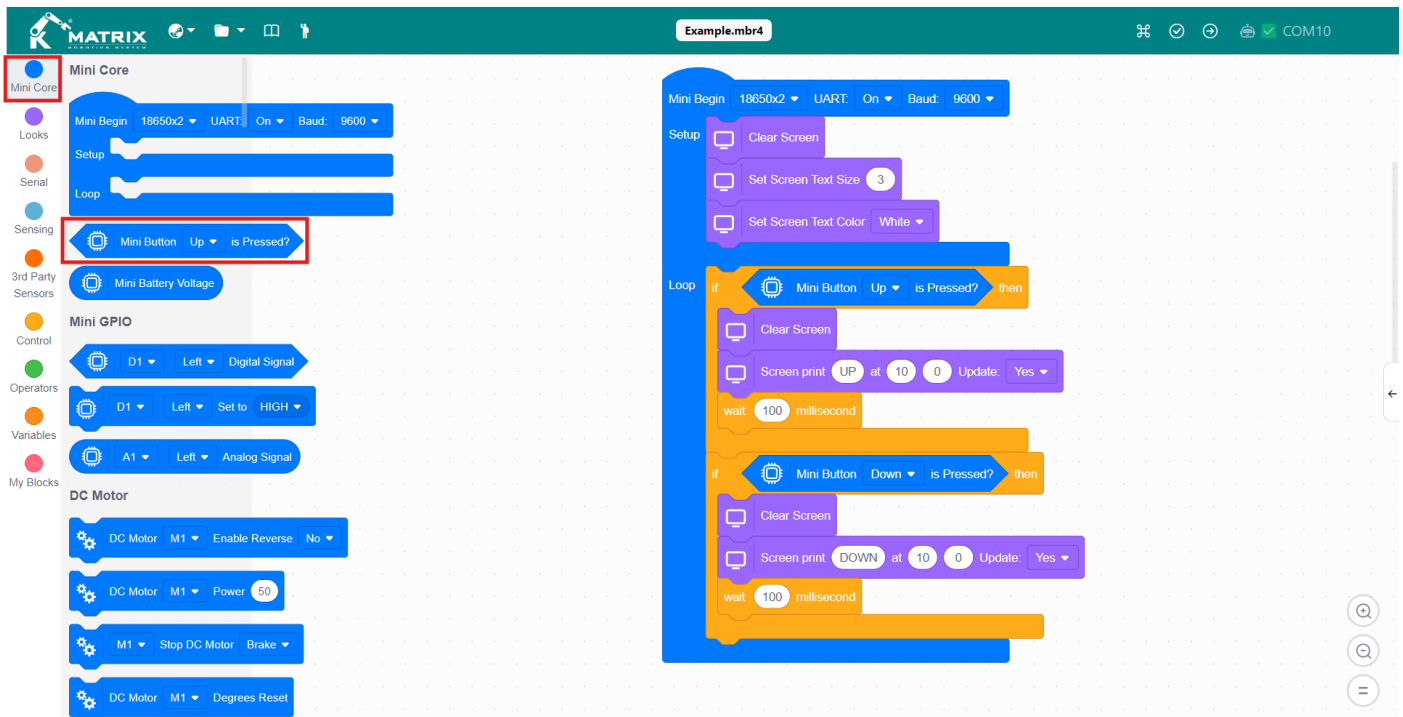 MATRIX
ROBOTICS SYSTEM
Example.mbr4
COM10
Mini Core
Looks
Serial
Sensing
3rd Party
Sensors
Control
Operators
Variables
My Blocks
Mini Core
Mini Begin 18650x2 UART: On Baud: 9600
Setup
Loop
Mini Button Up is Pressed?
Mini Battery Voltage
Mini GPIO
D1 Left Digital Signal
D1 Left Set to HIGH
A1 Left Analog Signal
DC Motor
DC Motor M1 Enable Reverse No
DC Motor M1 Power 50
M1 Stop DC Motor Brake
DC Motor M1 Degrees Reset
Mini Begin 18650x2 UART: On Baud: 9600
Setup
Clear Screen
Set Screen Text Size 3
Set Screen Text Color White
Loop
if Mini Button Up is Pressed? then
Clear Screen
Screen print UP at 10 0 Update: Yes
wait 100 millisecond
if Mini Button Down is Pressed? then
Clear Screen
Screen print DOWN at 10 0 Update: Yes
wait 100 millisecond